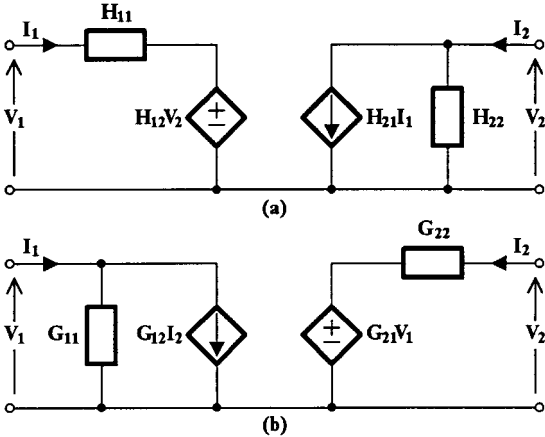 H11
I1 I2
V1 H12V2 H21I1 H22 V2
(a)
G22
I1 I2
V1 G11 G12I2 G21V1 V2
(b)